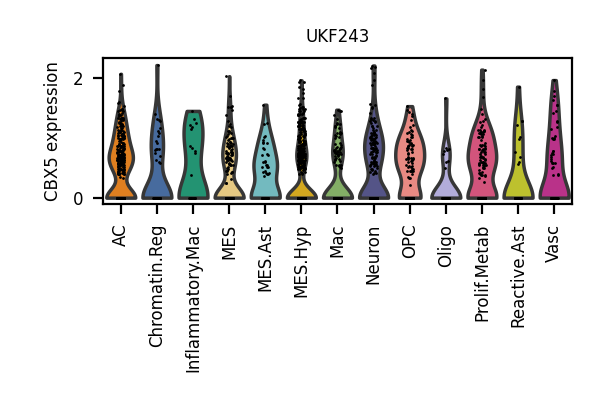 UKF243
CBX5 expression
2
0
AC
Chromatin.Reg
Inflammatory.Mac
MES
MES.Ast
MES.Hyp
Mac
Neuron
OPC
Oligo
Prolif.Metab
Reactive.Ast
Vasc